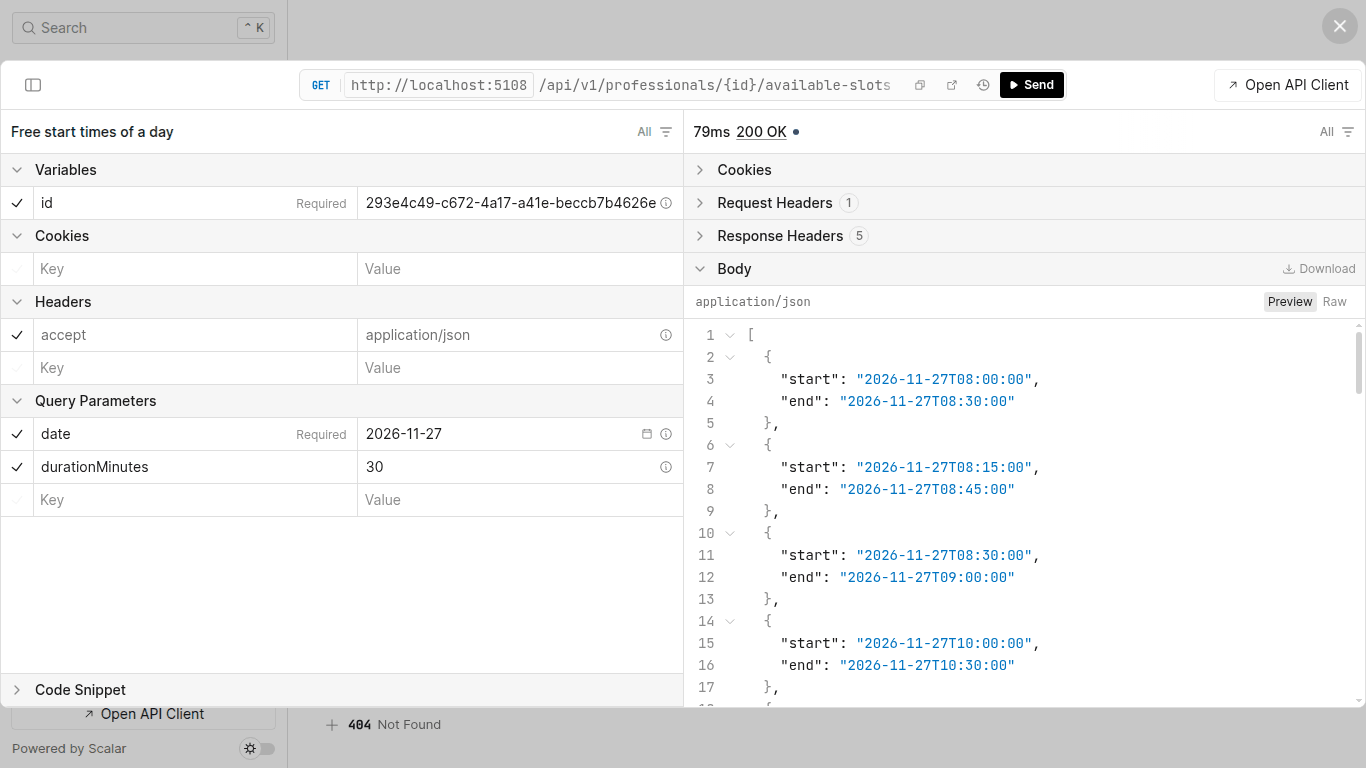 Search
⌃ K
GET
http://localhost:5108
/api/v1/professionals/{id}/available-slots
Send
Open API Client
Free start times of a day
All
Variables
id
Required
293e4c49-c672-4a17-a41e-beccb7b4626e
Cookies
Key
Value
Headers
accept
application/json
Key
Value
Query Parameters
date
Required
2026-11-27
durationMinutes
30
Key
Value
Code Snippet
79ms 200 OK
All
Cookies
Request Headers 1
Response Headers 5
Body
Download
application/json
Preview
Raw
1 [
2 {
3 "start": "2026-11-27T08:00:00",
4 "end": "2026-11-27T08:30:00"
5 },
6 {
7 "start": "2026-11-27T08:15:00",
8 "end": "2026-11-27T08:45:00"
9 },
10 {
11 "start": "2026-11-27T08:30:00",
12 "end": "2026-11-27T09:00:00"
13 },
14 {
15 "start": "2026-11-27T10:00:00",
16 "end": "2026-11-27T10:30:00"
17 },
Open API Client
404 Not Found
Powered by Scalar